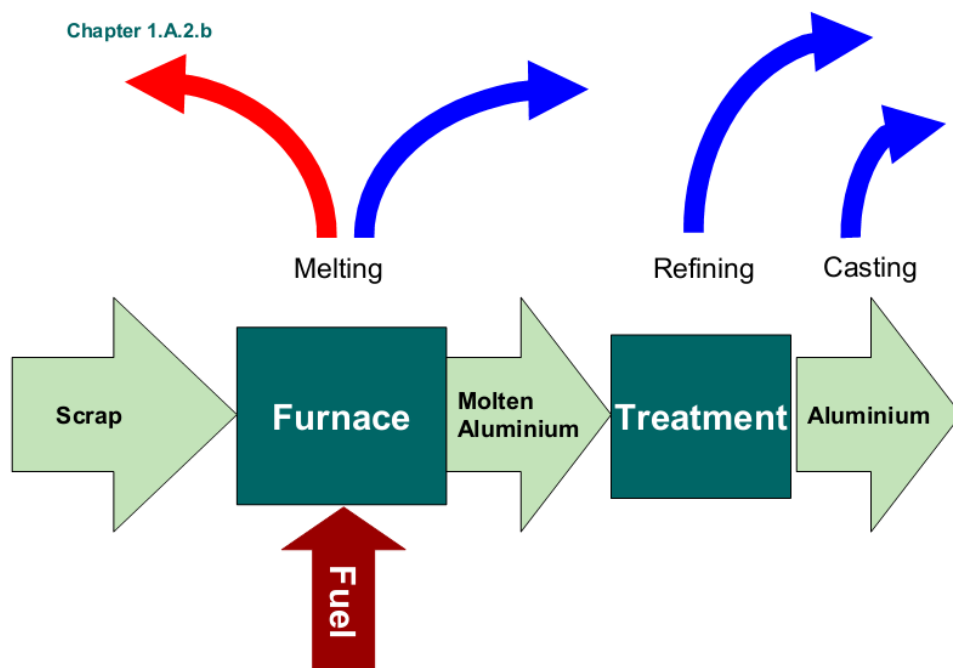 Chapter 1.A.2.b
Melting
Refining
Casting
Scrap
Furnace
Molten
Aluminium
Treatment
Aluminium
Fuel